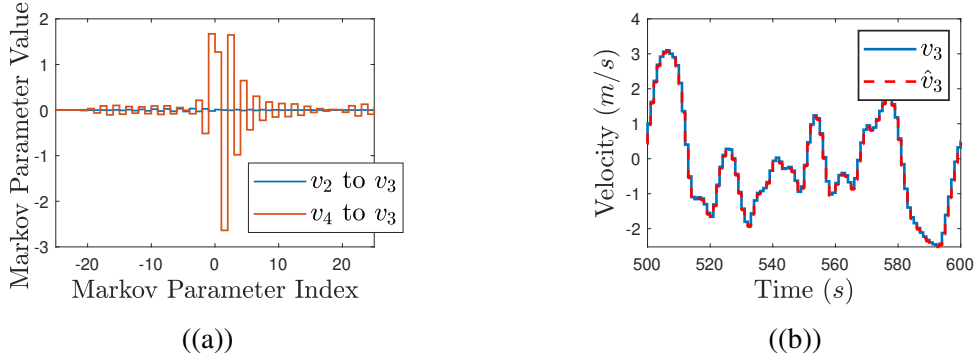 Markov Parameter Value
2
1
0
-1
-2
-3
v₂ to v₃
v₄ to v₃
-20 -10 0 10 20
Markov Parameter Index
((a))
Velocity (m/s)
4
3
2
1
0
-1
-2
v₃
v̂₃
500 520 540 560 580 600
Time (s)
((b))